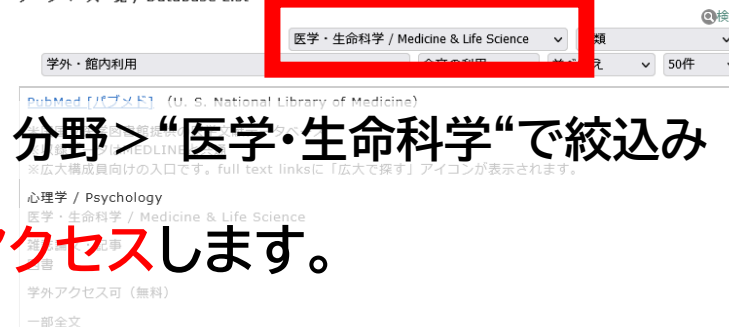 医学・生命科学 / Medicine & Life Science
学外・館内利用
50件
PubMed [パブメド] (U. S. National Library of Medicine)
分野＞“医学・生命科学“で絞込み
※広大構成員向けの入口です。full text linksに「広大で探す」アイコンが表示されます。
心理学 / Psychology
医学・生命科学 / Medicine & Life Science
アクセスします。
学外アクセス可（無料）
一部全文